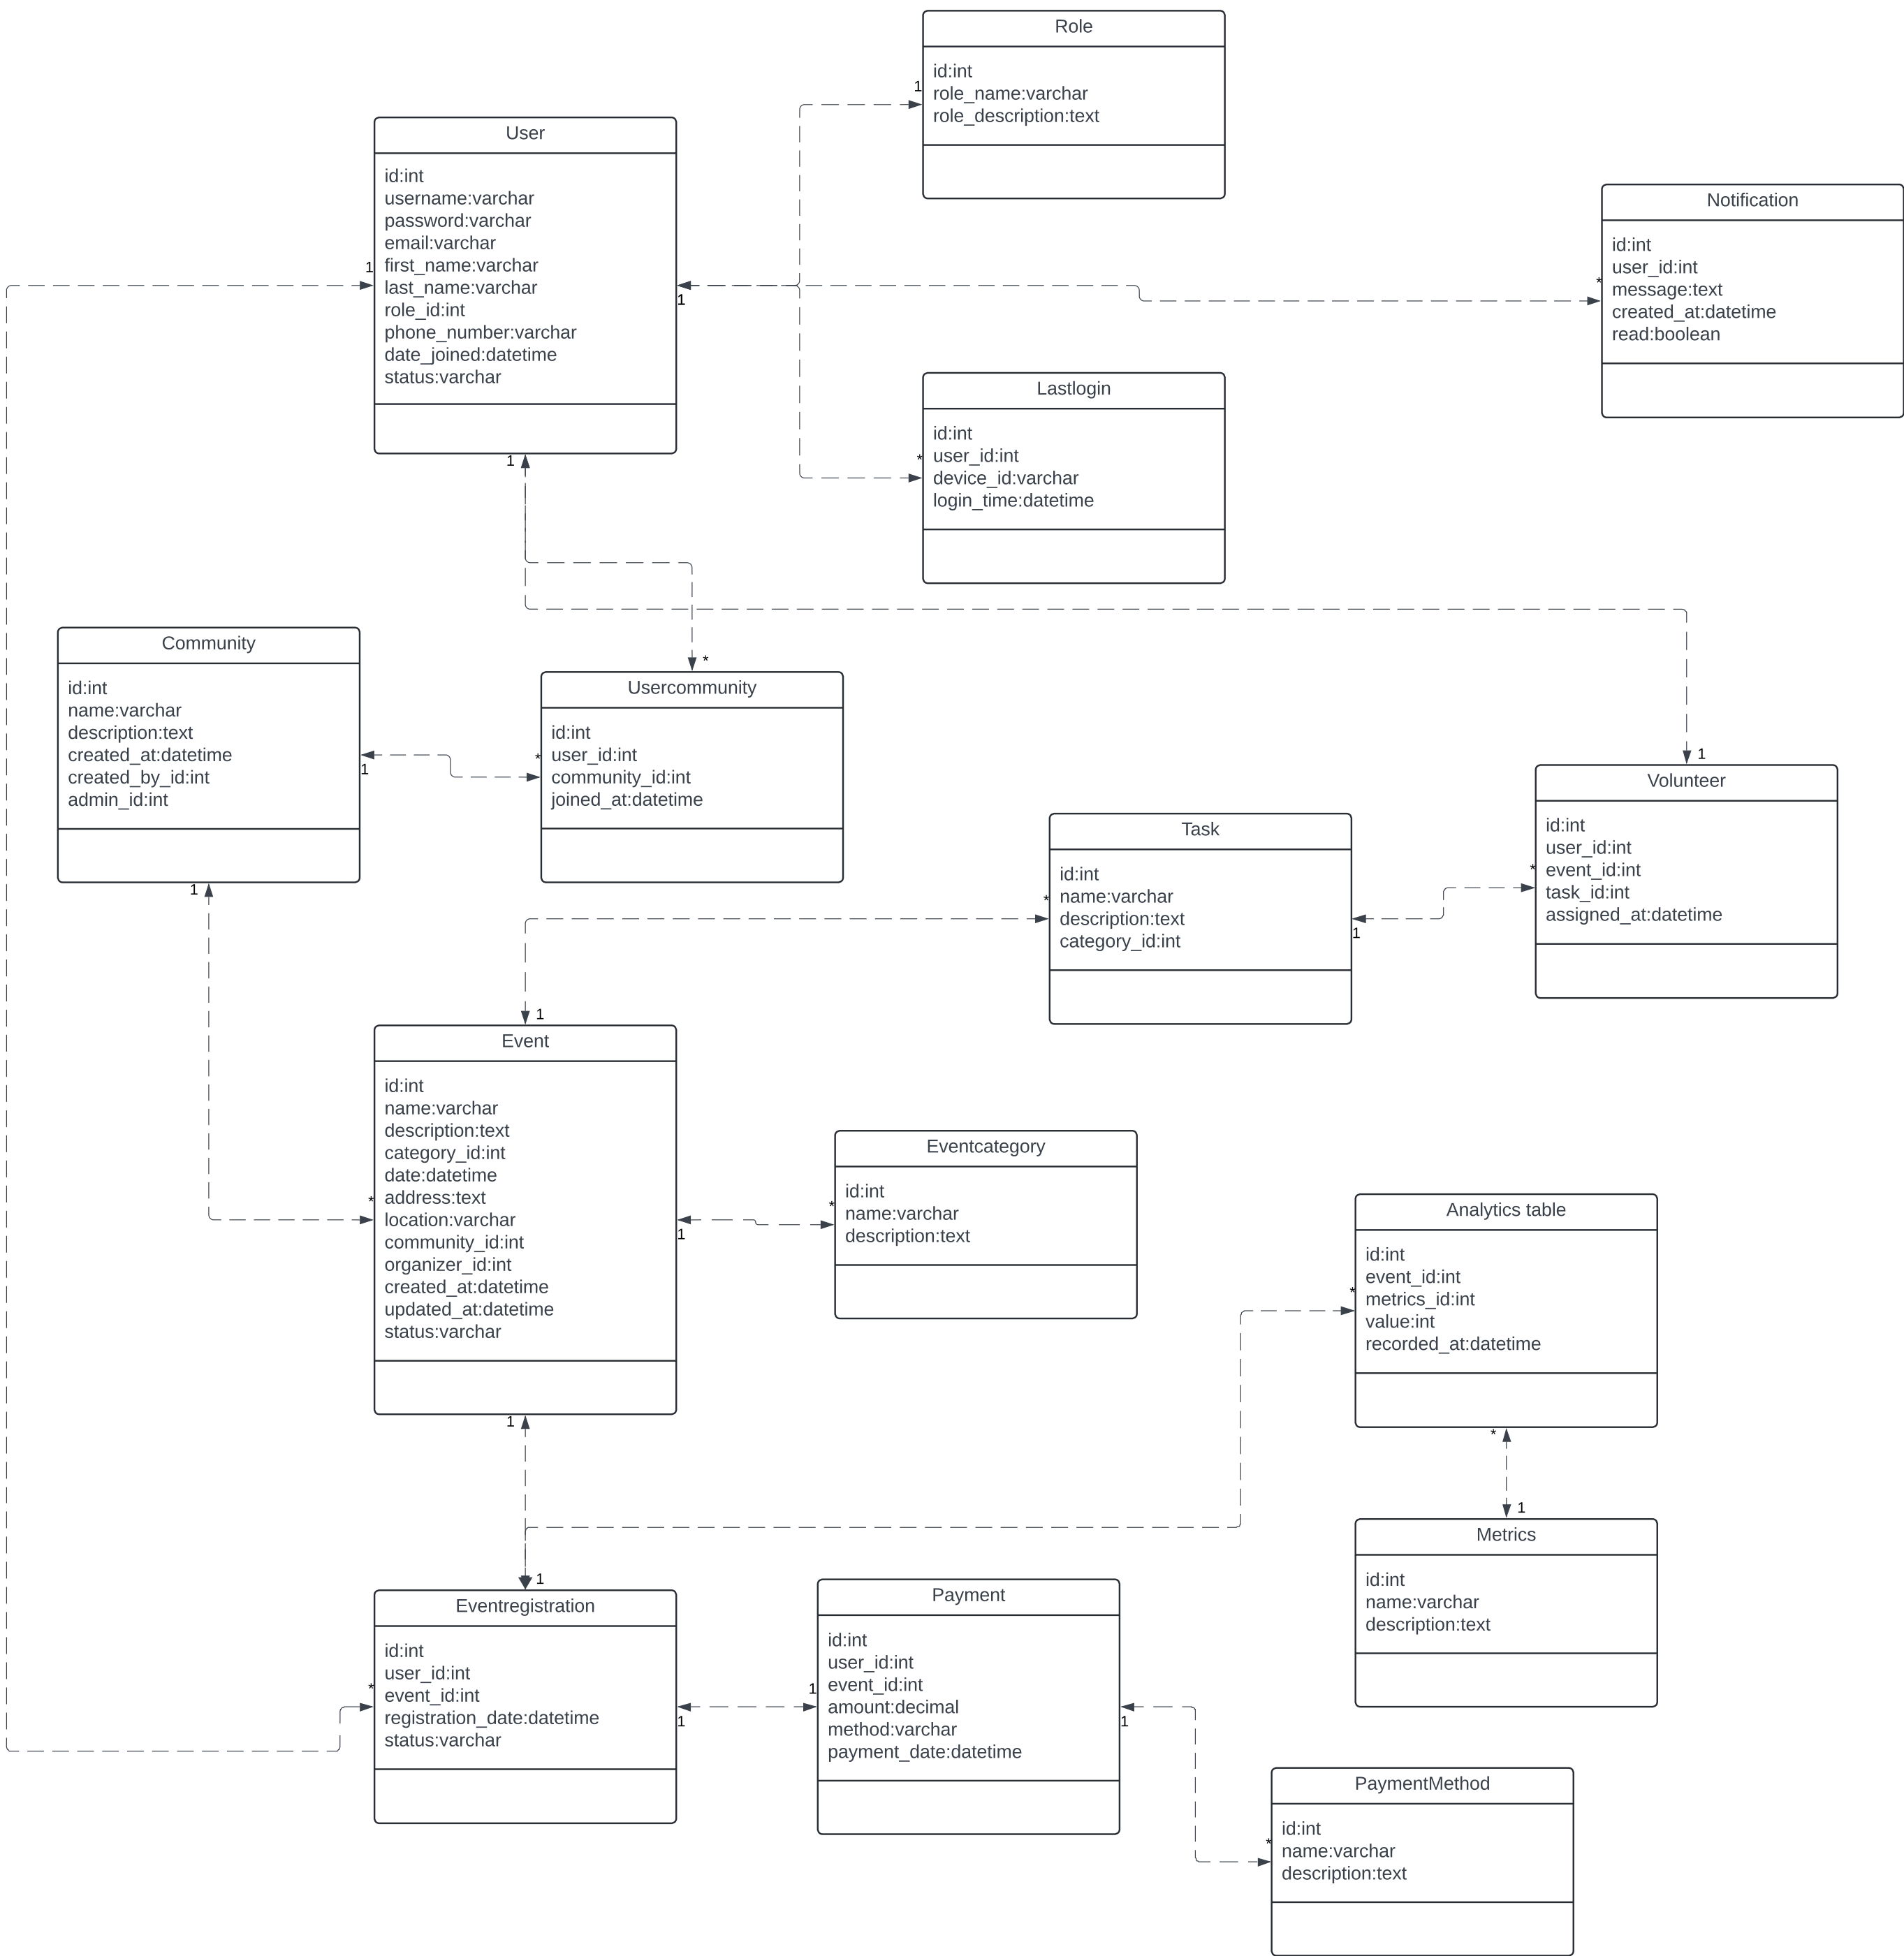 Role
id:int
role_name:varchar
role_description:text
1
User
id:int
username:varchar
password:varchar
email:varchar
first_name:varchar
last_name:varchar
role_id:int
phone_number:varchar
date_joined:datetime
status:varchar
1
1
1
Notification
id:int
user_id:int
message:text
created_at:datetime
read:boolean
*
Lastlogin
id:int
user_id:int
device_id:varchar
login_time:datetime
*
Community
id:int
name:varchar
description:text
created_at:datetime
created_by_id:int
admin_id:int
1
1
*
Usercommunity
id:int
user_id:int
community_id:int
joined_at:datetime
*
1
Volunteer
id:int
user_id:int
event_id:int
task_id:int
assigned_at:datetime
*
Task
id:int
name:varchar
description:text
category_id:int
*
1
1
Event
id:int
name:varchar
description:text
category_id:int
date:datetime
address:text
location:varchar
community_id:int
organizer_id:int
created_at:datetime
updated_at:datetime
status:varchar
*
1
1
Eventcategory
id:int
name:varchar
description:text
*
Analytics table
id:int
event_id:int
metrics_id:int
value:int
recorded_at:datetime
*
*
1
Metrics
id:int
name:varchar
description:text
1
Eventregistration
id:int
user_id:int
event_id:int
registration_date:datetime
status:varchar
*
1
Payment
id:int
user_id:int
event_id:int
amount:decimal
method:varchar
payment_date:datetime
1
1
PaymentMethod
id:int
name:varchar
description:text
*